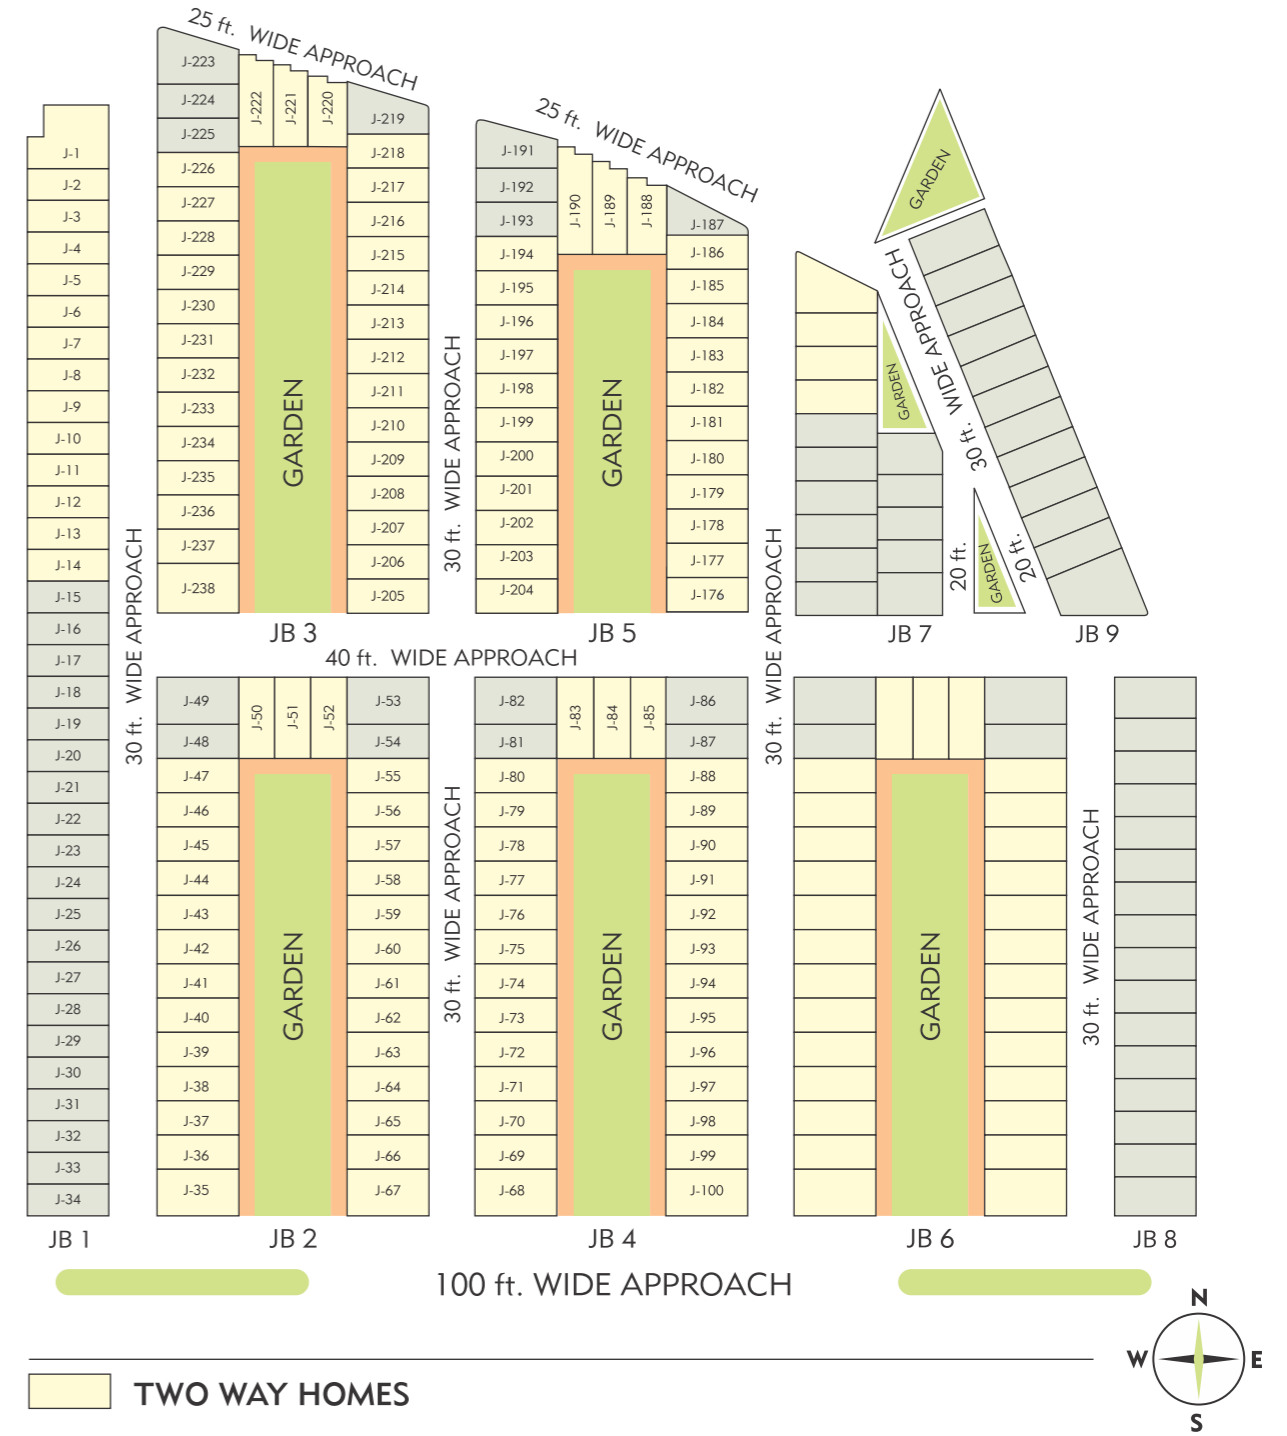 25 ft. WIDE APPROACH
J-223
J-224
J-225
J-226
J-227
J-228
J-229
J-230
J-231
J-232
J-233
J-234
J-235
J-236
J-237
J-238
J-222
J-221
J-220
J-219
J-218
J-217
J-216
J-215
J-214
J-213
J-212
J-211
J-210
J-209
J-208
J-207
J-206
J-205
GARDEN
JB 3
J-1
J-2
J-3
J-4
J-5
J-6
J-7
J-8
J-9
J-10
J-11
J-12
J-13
J-14
J-15
J-16
J-17
J-18
J-19
J-20
J-21
J-22
J-23
J-24
J-25
J-26
J-27
J-28
J-29
J-30
J-31
J-32
J-33
J-34
JB 1
30 ft. WIDE APPROACH
30 ft. WIDE APPROACH
25 ft. WIDE APPROACH
J-191
J-192
J-193
J-194
J-195
J-196
J-197
J-198
J-199
J-200
J-201
J-202
J-203
J-204
J-190
J-189
J-188
J-187
J-186
J-185
J-184
J-183
J-182
J-181
J-180
J-179
J-178
J-177
J-176
GARDEN
JB 5
30 ft. WIDE APPROACH
GARDEN
GARDEN
30 ft. WIDE APPROACH
20 ft.
GARDEN
20 ft.
JB 7
JB 9
40 ft. WIDE APPROACH
J-49
J-48
J-47
J-46
J-45
J-44
J-43
J-42
J-41
J-40
J-39
J-38
J-37
J-36
J-35
J-50
J-51
J-52
J-53
J-54
J-55
J-56
J-57
J-58
J-59
J-60
J-61
J-62
J-63
J-64
J-65
J-66
J-67
GARDEN
JB 2
30 ft. WIDE APPROACH
J-82
J-81
J-80
J-79
J-78
J-77
J-76
J-75
J-74
J-73
J-72
J-71
J-70
J-69
J-68
J-83
J-84
J-85
J-86
J-87
J-88
J-89
J-90
J-91
J-92
J-93
J-94
J-95
J-96
J-97
J-98
J-99
J-100
GARDEN
JB 4
GARDEN
JB 6
30 ft. WIDE APPROACH
JB 8
100 ft. WIDE APPROACH
N
W
E
S
TWO WAY HOMES